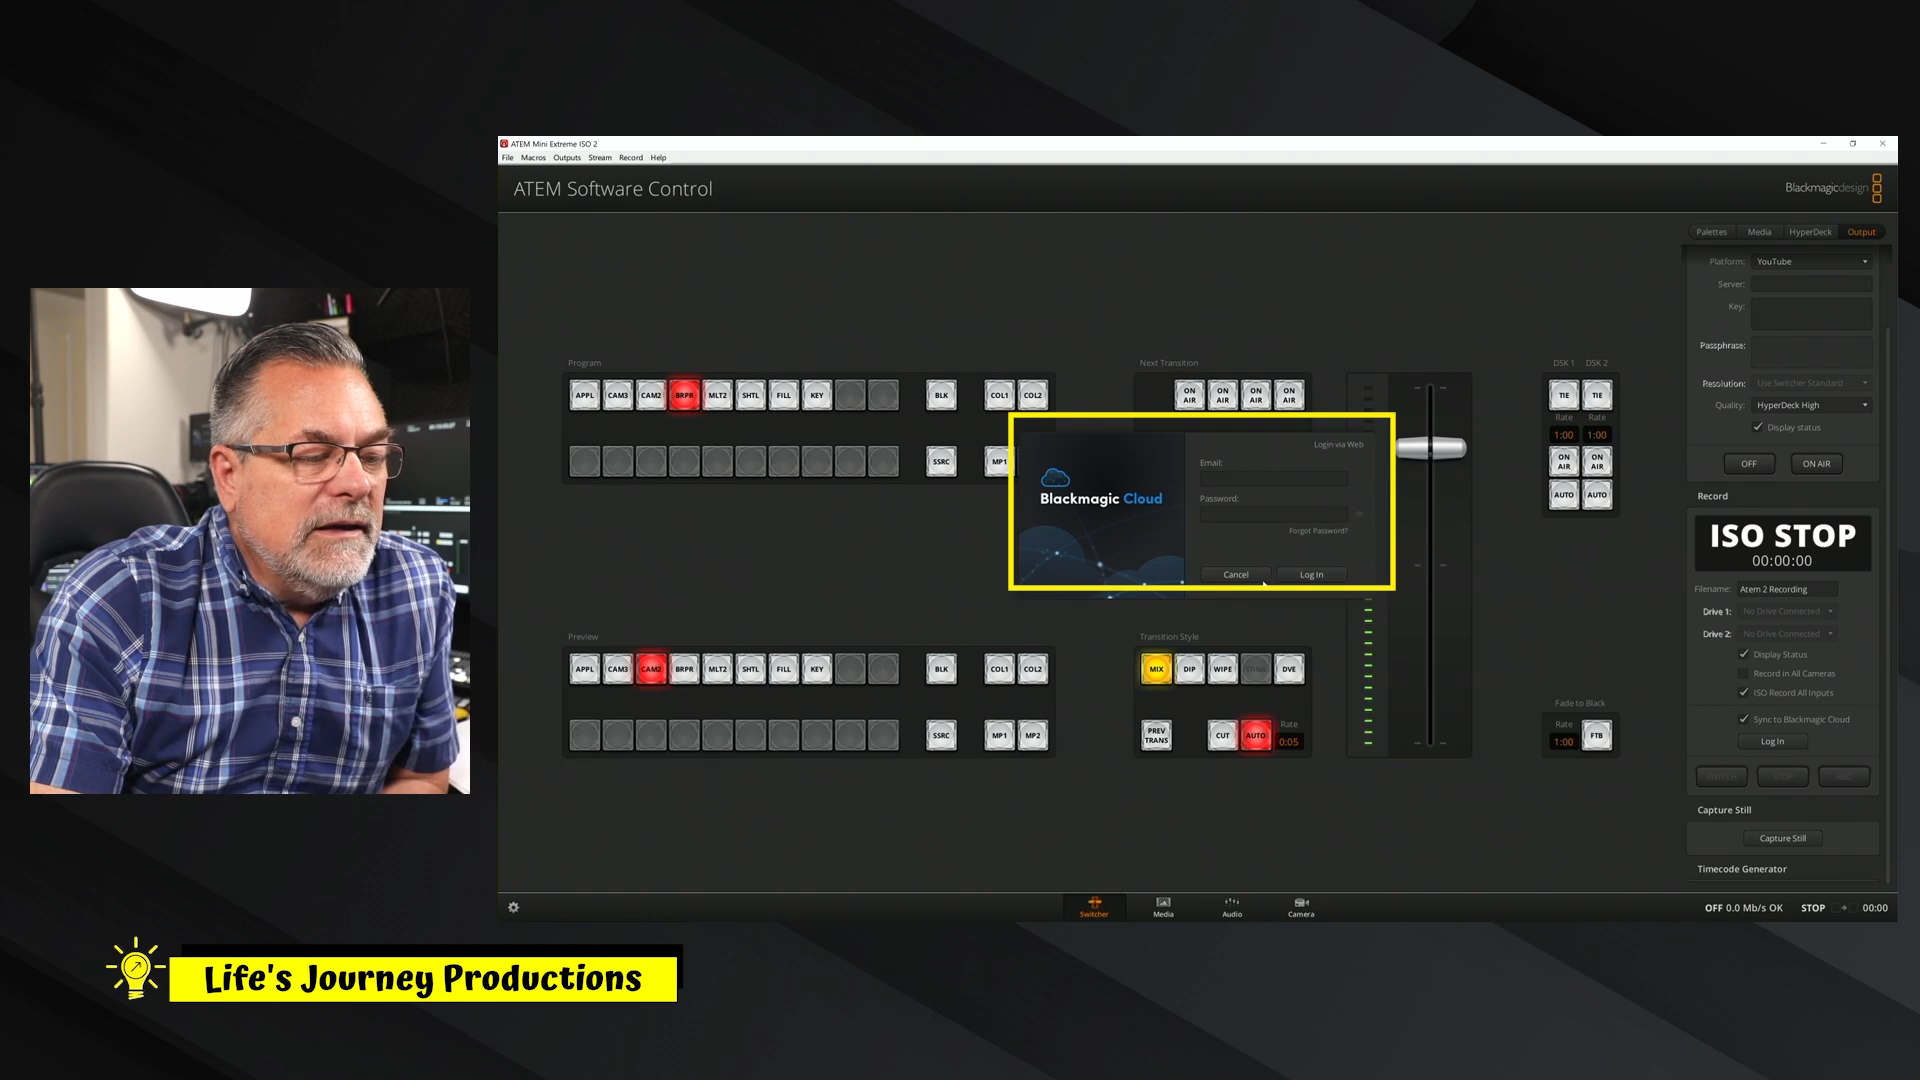 ATEM Mini Extreme ISO 2
File Macros Outputs Stream Record Help
ATEM Software Control
Blackmagicdesign
Palettes Media HyperDeck Output
Platform: YouTube
Server:
Key:
Passphrase:
Resolution: Use Switcher Standard
Quality: HyperDeck High
Display status
OFF ON AIR
Program
APPL CAM3 CAM2 BRPR MLT2 SHTL FILL KEY BLK COL1 COL2
SSRC MP1
Next Transition
ON AIR ON AIR ON AIR ON AIR
DSK 1 DSK 2
TIE TIE
Rate Rate
1:00 1:00
ON AIR ON AIR
AUTO AUTO
Login via Web
Email:
Blackmagic Cloud
Password:
Forgot Password?
Cancel Log In
Record
ISO STOP
00:00:00
Filename: Atem 2 Recording
Drive 1: No Drive Connected
Drive 2: No Drive Connected
Display Status
Record in All Cameras
ISO Record All Inputs
Sync to Blackmagic Cloud
Log In
SWITCH STOP REC
Preview
APPL CAM3 CAM2 BRPR MLT2 SHTL FILL KEY BLK COL1 COL2
SSRC MP1 MP2
Transition Style
MIX DIP WIPE STING DVE
PREV TRANS CUT AUTO
Rate
0:05
Fade to Black
Rate
1:00 FTB
Capture Still
Capture Still
Timecode Generator
Switcher Media Audio Camera
OFF 0.0 Mb/s OK STOP 00:00
Life's Journey Productions